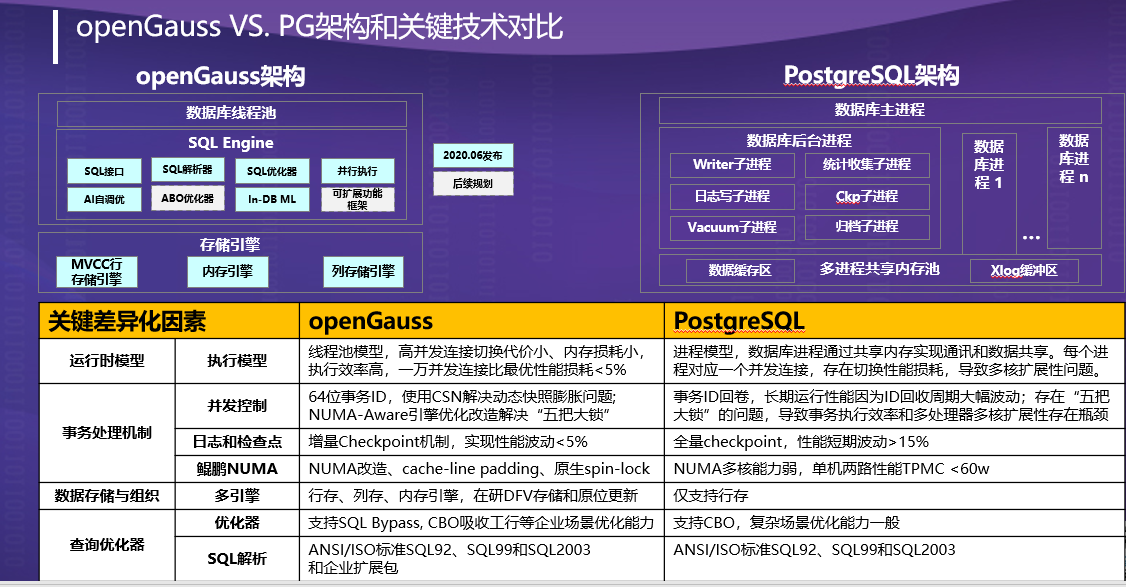 openGauss VS. PG架构和关键技术对比
openGauss架构
数据库线程池
SQL Engine
SQL接口
SQL解析器
SQL优化器
并行执行
AI自调优
ABO优化器
In-DB ML
可扩展功能
框架
存储引擎
MVCC行
存储引擎
内存引擎
列存储引擎
2020.06发布
后续规划
PostgreSQL架构
数据库主进程
数据库后台进程
Writer子进程
统计收集子进程
日志写子进程
Ckp子进程
Vacuum子进程
归档子进程
数据
库进
程 1
...
数据
库进
程 n
数据缓存区
多进程共享内存池
Xlog缓冲区
关键差异化因素
openGauss
PostgreSQL
运行时模型
执行模型
线程池模型，高并发连接切换代价小、内存损耗小，
执行效率高，一万并发连接比最优性能损耗<5%
进程模型，数据库进程通过共享内存实现通讯和数据共享。每个进
程对应一个并发连接，存在切换性能损耗，导致多核扩展性问题。
事务处理机制
并发控制
64位事务ID，使用CSN解决动态快照膨胀问题;
NUMA-Aware引擎优化改造解决“五把大锁”
事务ID回卷，长期运行性能因为ID回收周期大幅波动；存在“五把
大锁”的问题，导致事务执行效率和多处理器多核扩展性存在瓶颈
日志和检查点
增量Checkpoint机制，实现性能波动<5%
全量checkpoint，性能短期波动>15%
鲲鹏NUMA
NUMA改造、cache-line padding、原生spin-lock
NUMA多核能力弱，单机两路性能TPMC <60w
数据存储与组织
多引擎
行存、列存、内存引擎，在研DFV存储和原位更新
仅支持行存
查询优化器
优化器
支持SQL Bypass, CBO吸收工行等企业场景优化能力
支持CBO，复杂场景优化能力一般
SQL解析
ANSI/ISO标准SQL92、SQL99和SQL2003
和企业扩展包
ANSI/ISO标准SQL92、SQL99和SQL2003